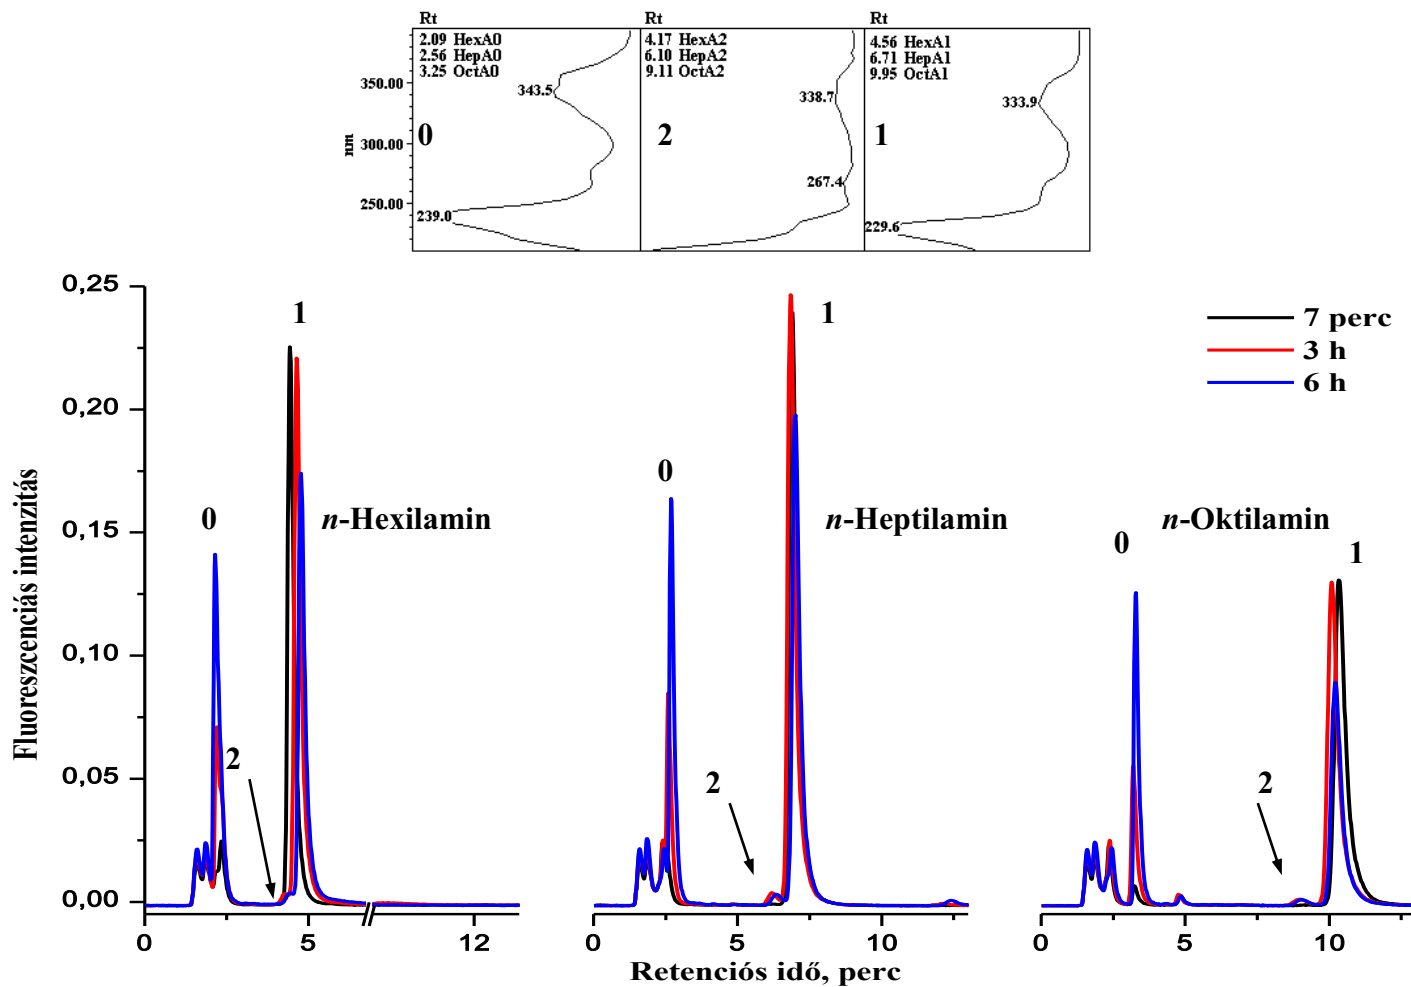 Rt Rt Rt
2.09 HexA0 4.17 HexA2 4.56 HexA1
2.56 HepA0 6.10 HepA2 6.71 HepA1
3.25 OctA0 9.11 OctA2 9.95 OctA1
350.00 343.5 338.7 333.9
nm 300.00 0 2 1
267.4
250.00 239.0 229.6
0,25
1 1
7 perc
3 h
6 h
0,20
0
n-Hexilamin n-Heptilamin n-Oktilamin
0 0 1
0,15
Fluoreszcenciás intenzitás
0,10
2 2 2
0,05
0,00
0 5 12 0 5 10 0 5 10
Retenciós idő, perc